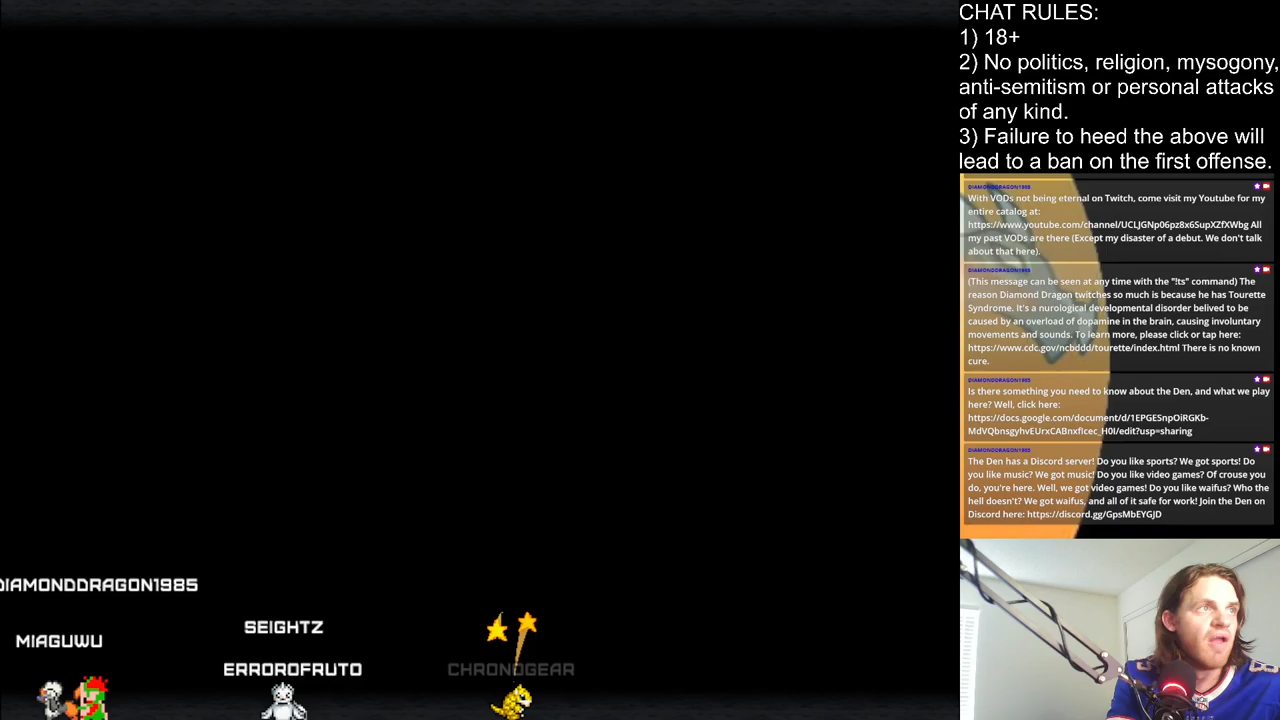 CHAT RULES:
1) 18+
2) No politics, religion, mysogony,
anti-semitism or personal attacks
of any kind.
3) Failure to heed the above will
lead to a ban on the first offense.
DIAMONDDRAGON1985
With VODs not being eternal on Twitch, come visit my Youtube for my
entire catalog at:
https://www.youtube.com/channel/UCLJGNp06pz8x6SupXZfXWbg All
my past VODs are there (Except my disaster of a debut. We don't talk
about that here).
DIAMONDDRAGON1985
(This message can be seen at any time with the "!ts" command) The
reason Diamond Dragon twitches so much is because he has Tourette
Syndrome. It's a nurological developmental disorder belived to be
caused by an overload of dopamine in the brain, causing involuntary
movements and sounds. To learn more, please click or tap here:
https://www.cdc.gov/ncbddd/tourette/index.html There is no known
cure.
DIAMONDDRAGON1985
Is there something you need to know about the Den, and what we play
here? Well, click here:
https://docs.google.com/document/d/1EPGESnpOiRGKb-
MdVQbnsgyhvEUrxCABnxfIcec_H0I/edit?usp=sharing
DIAMONDDRAGON1985
The Den has a Discord server! Do you like sports? We got sports! Do
you like music? We got music! Do you like video games? Of crouse you
do, you're here. Well, we got video games! Do you like waifus? Who the
hell doesn't? We got waifus, and all of it safe for work! Join the Den on
Discord here: https://discord.gg/GpsMbEYGJD
DIAMONDDRAGON1985
MIAGUWU
SEIGHTZ
ERROROFRUTO
CHRONOGEAR